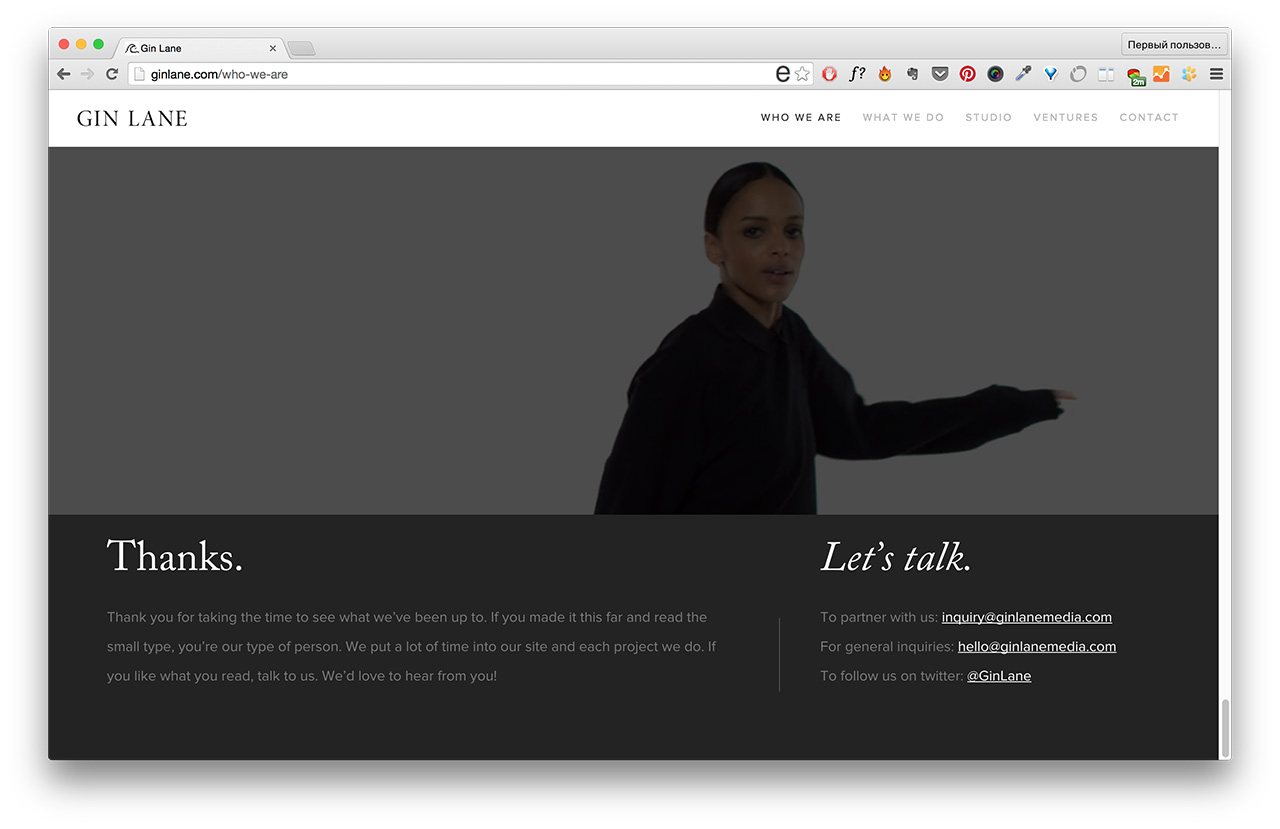 Gin Lane
Первый пользов...
ginlane.com/who-we-are
e
f?
2m
GIN LANE
WHO WE ARE
WHAT WE DO
STUDIO
VENTURES
CONTACT
Thanks.
Thank you for taking the time to see what we’ve been up to. If you made it this far and read the
small type, you’re our type of person. We put a lot of time into our site and each project we do. If
you like what you read, talk to us. We’d love to hear from you!
Let’s talk.
To partner with us: inquiry@ginlanemedia.com
For general inquiries: hello@ginlanemedia.com
To follow us on twitter: @GinLane